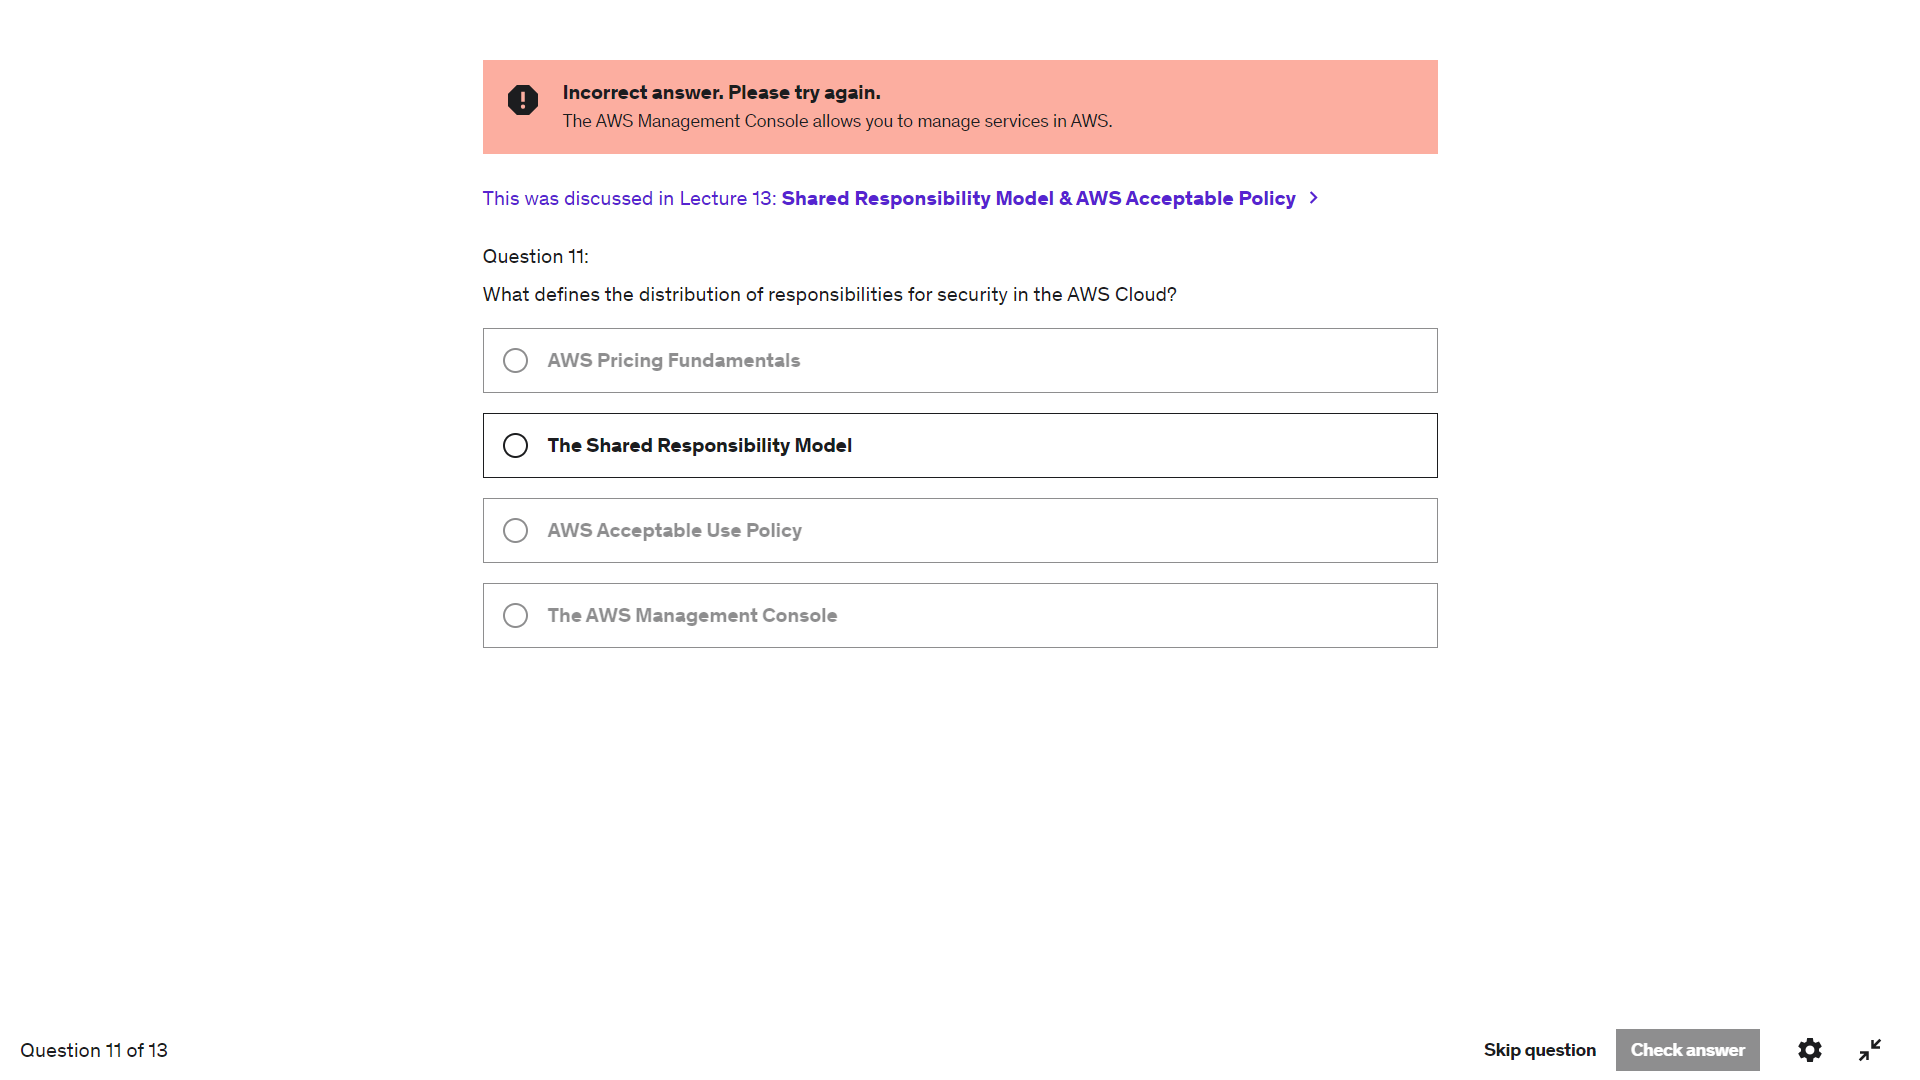 Incorrect answer. Please try again.
The AWS Management Console allows you to manage services in AWS.
This was discussed in Lecture 13: Shared Responsibility Model & AWS Acceptable Policy
Question 11:
What defines the distribution of responsibilities for security in the AWS Cloud?
AWS Pricing Fundamentals
The Shared Responsibility Model
AWS Acceptable Use Policy
The AWS Management Console
Question 11 of 13
Skip question
Check answer